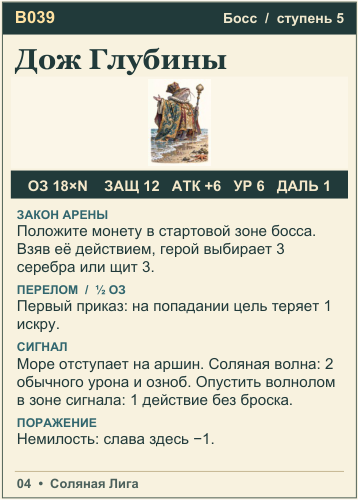 B039
Босс / ступень 5
Дож Глубины
ОЗ 18×N ЗАЩ 12 АТК +6 УР 6 ДАЛЬ 1
ЗАКОН АРЕНЫ
Положите монету в стартовой зоне босса.
Взяв её действием, герой выбирает 3
серебра или щит 3.
ПЕРЕЛОМ / ½ ОЗ
Первый приказ: на попадании цель теряет 1
искру.
СИГНАЛ
Море отступает на аршин. Соляная волна: 2
обычного урона и озноб. Опустить волнолом
в зоне сигнала: 1 действие без броска.
ПОРАЖЕНИЕ
Немилость: слава здесь −1.
04 • Соляная Лига